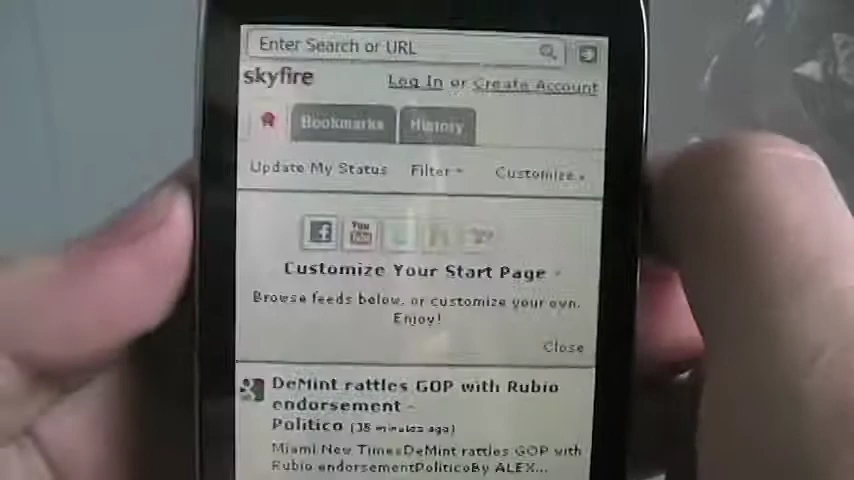 Enter Search or URL
skyfire
Log In or Create Account
Bookmarks History
Update My Status Filter Customize
You
Customize Your Start Page -
Browse feeds below, or customize your own.
Enjoy!
Close
DeMint rattles GOP with Rubio
endorsement -
Politico (38 minutes ago)
Miami New TimesDeMint rattles GOP with
Rubio endorsementPoliticoBy ALEX...